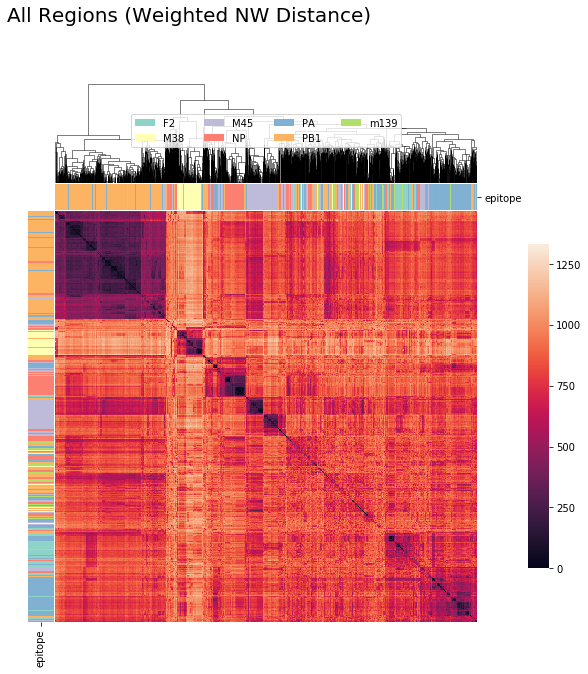 All Regions (Weighted NW Distance)
F2 M45 PA m139
M38 NP PB1
epitope
1250
1000
750
500
250
0
epitope